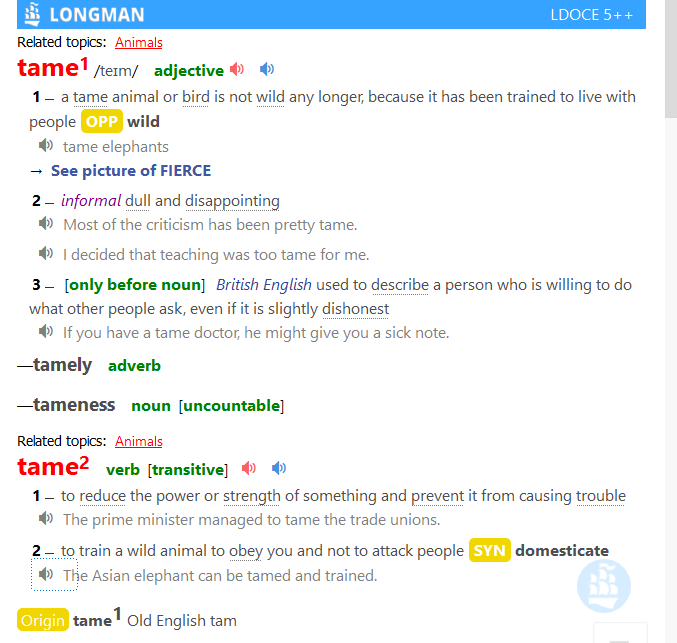 LONGMAN LDOCE 5++
Related topics: Animals
tame1 /teɪm/ adjective
1 – a tame animal or bird is not wild any longer, because it has been trained to live with
people OPP wild
tame elephants
→ See picture of FIERCE
2 – informal dull and disappointing
Most of the criticism has been pretty tame.
I decided that teaching was too tame for me.
3 – [only before noun] British English used to describe a person who is willing to do
what other people ask, even if it is slightly dishonest
If you have a tame doctor, he might give you a sick note.
—tamely adverb
—tameness noun [uncountable]
Related topics: Animals
tame2 verb [transitive]
1 – to reduce the power or strength of something and prevent it from causing trouble
The prime minister managed to tame the trade unions.
2 – to train a wild animal to obey you and not to attack people SYN domesticate
The Asian elephant can be tamed and trained.
Origin tame1 Old English tam